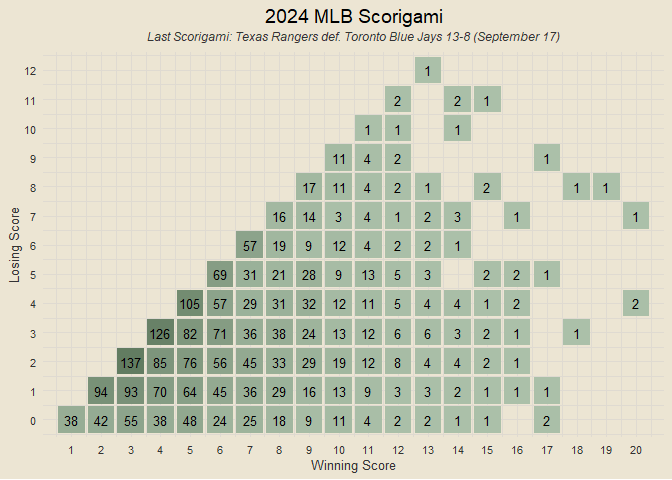 2024 MLB Scorigami
Last Scorigami: Texas Rangers def. Toronto Blue Jays 13-8 (September 17)
12 1
11 2 2 1
10 1 1 1
9 11 4 2 1
8 17 11 4 2 1 2 1 1
7 16 14 3 4 1 2 3 1 1
6 57 19 9 12 4 2 2 1
5 69 31 21 28 9 13 5 3 2 2 1
4 105 57 29 31 32 12 11 5 4 4 1 2 2
3 126 82 71 36 38 24 13 12 6 6 3 2 1 1
2 137 85 76 56 45 33 29 19 12 8 4 4 2 1
1 94 93 70 64 45 36 29 16 13 9 3 3 2 1 1 1
0 38 42 55 38 48 24 25 18 9 11 4 2 2 1 1 2
1 2 3 4 5 6 7 8 9 10 11 12 13 14 15 16 17 18 19 20
Winning Score
Losing Score